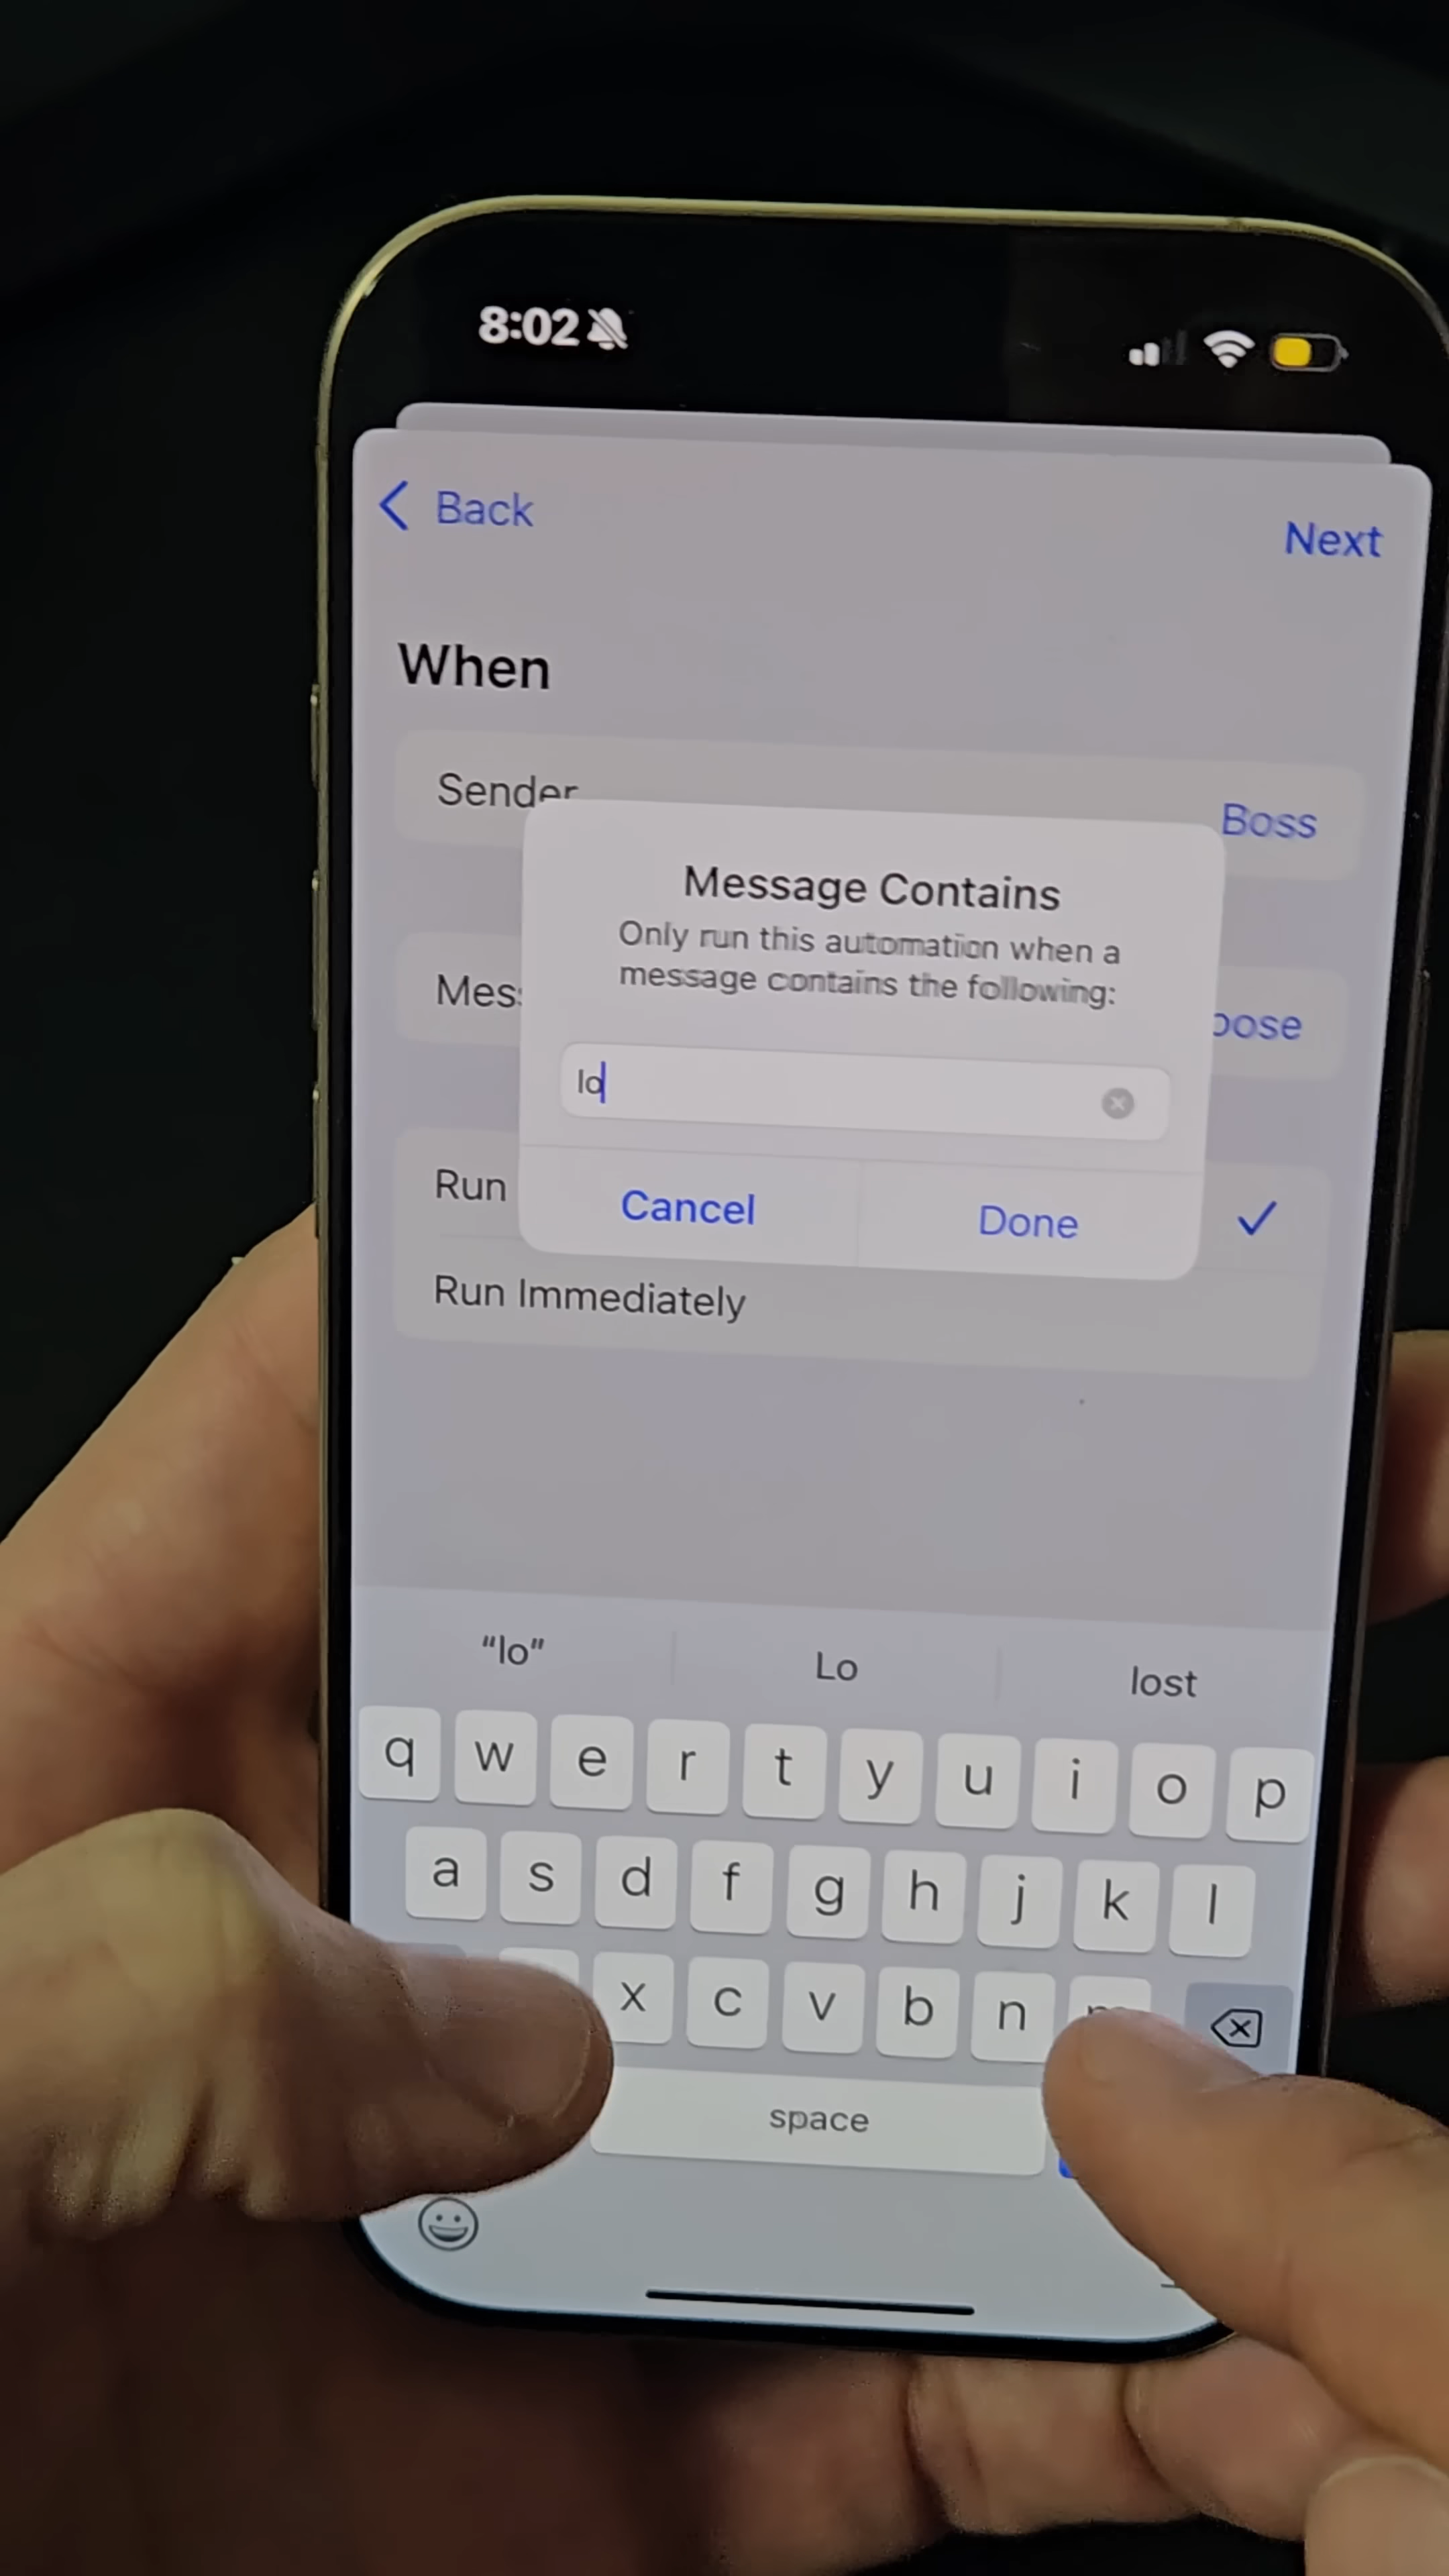 8:02
Back
Next
When
Sender
Boss
Message Contains
Only run this automation when a
message contains the following:
Mes
oose
lo
Run
Cancel
Done
Run Immediately
“lo”
Lo
lost
q w e r t y u i o p
a s d f g h j k l
x c v b n m
space